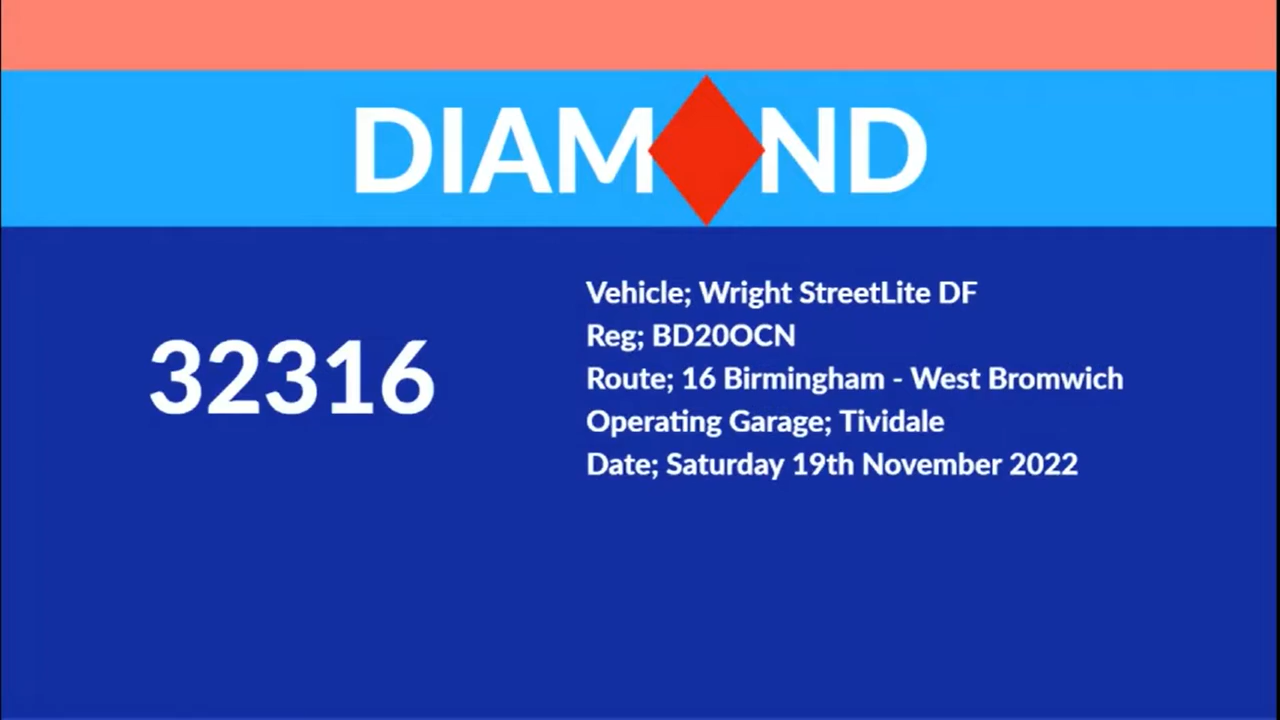 DIAMOND
32316
Vehicle; Wright StreetLite DF
Reg; BD20OCN
Route; 16 Birmingham - West Bromwich
Operating Garage; Tividale
Date; Saturday 19th November 2022